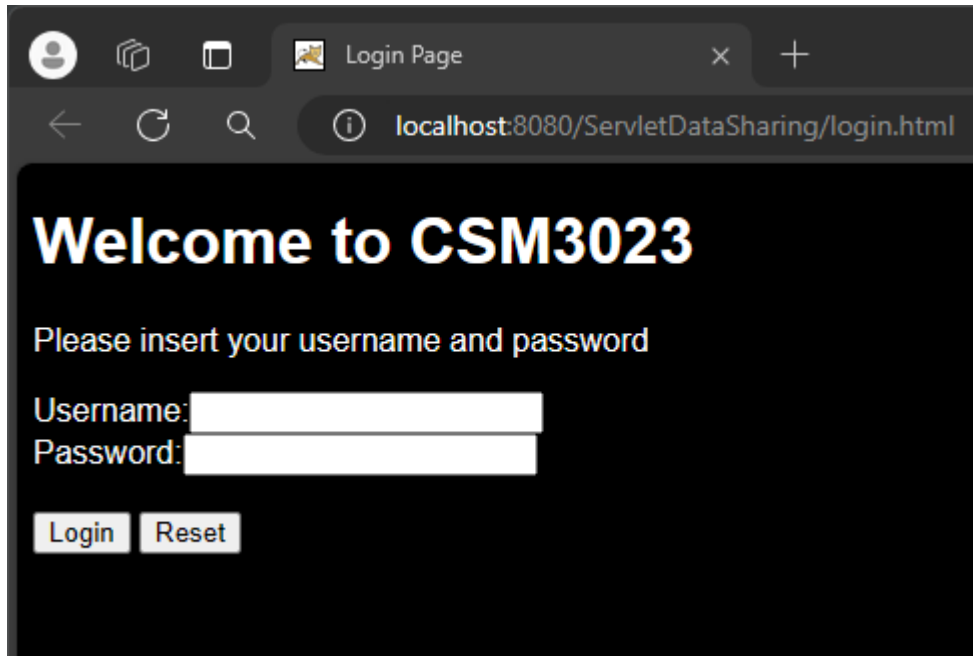 Login Page
localhost:8080/ServletDataSharing/login.html
Welcome to CSM3023
Please insert your username and password
Username:
Password:
Login Reset